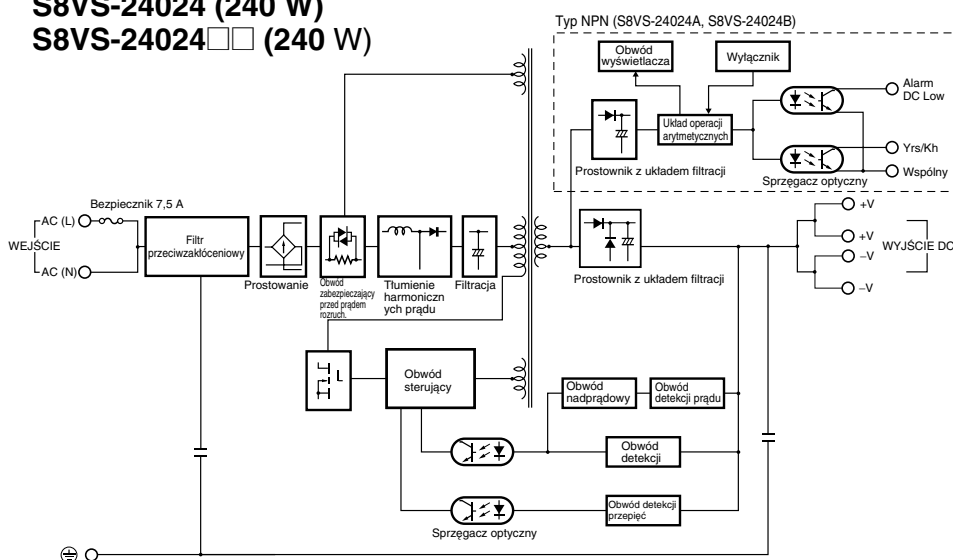 S8VS-24024 (240 W)
S8VS-24024□□ (240 W)
Typ NPN (S8VS-24024A, S8VS-24024B)
Obwód
wyświetlacza
Wyłącznik
Alarm
DC Low
Układ operacji
arytmetycznych
Yrs/Kh
Prostownik z układem filtracji
Sprzęgacz optyczny
Wspólny
Bezpiecznik 7,5 A
AC (L)
WEJŚCIE
AC (N)
Filtr
przeciwzakłóceniowy
Prostowanie
Obwód
zabezpieczający
przed prądem
rozruch.
Tłumienie
harmoniczn
ych prądu
Filtracja
Prostownik z układem filtracji
+V
+V
WYJŚCIE DC
–V
–V
Obwód
sterujący
Obwód
nadprądowy
Obwód
detekcji prądu
Obwód
detekcji
Obwód detekcji
przepięć
Sprzęgacz optyczny